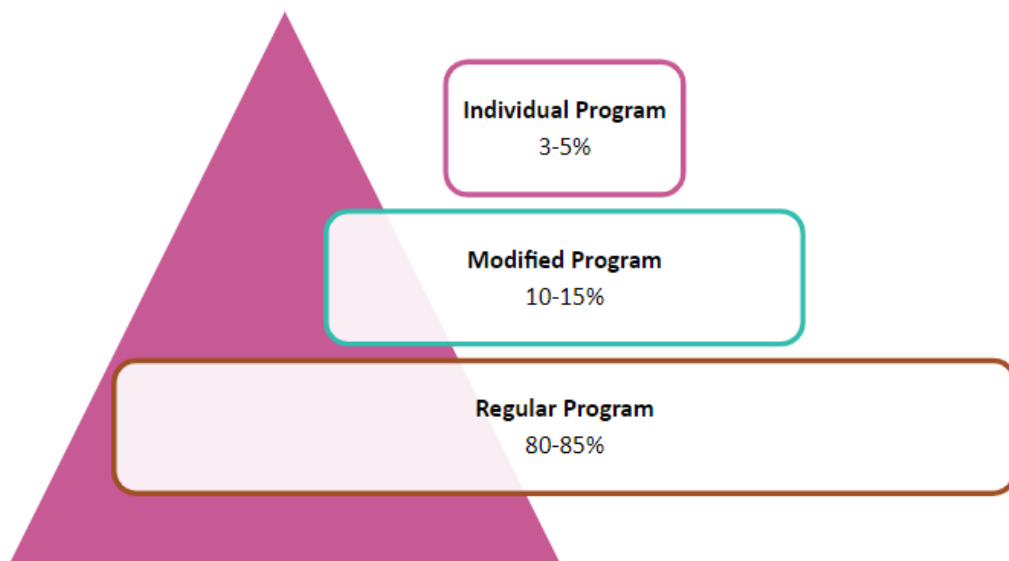 Individual Program
3-5%
Modified Program
10-15%
Regular Program
80-85%